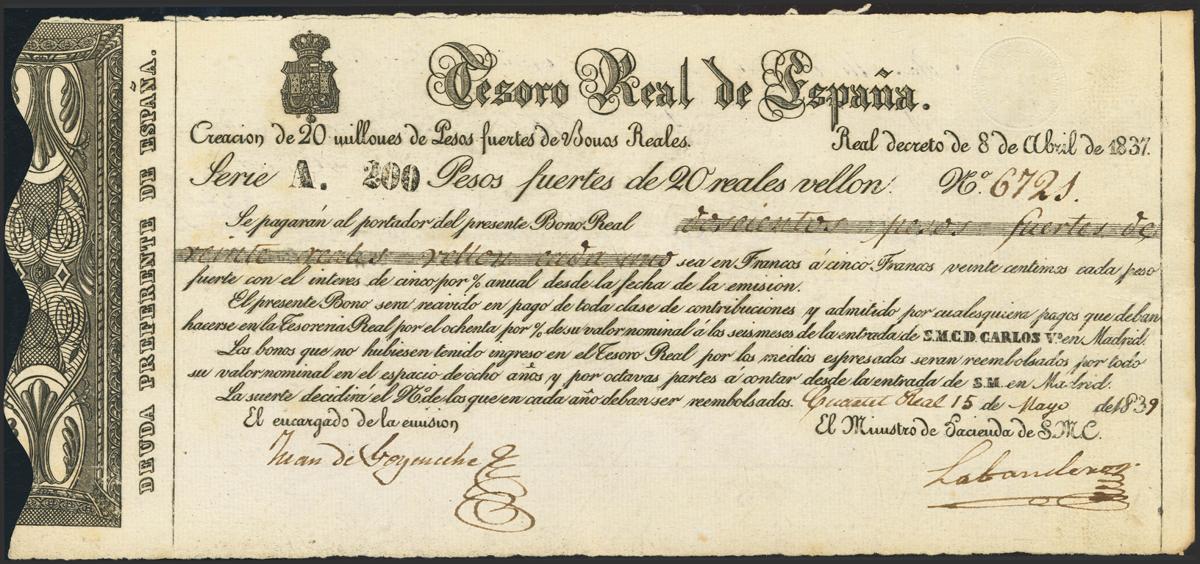 DEUDA PREFERENTE DE ESPAÑA.
Tesoro Real de España.
Creacion de 20 millones de Pesos fuertes de Bonos Reales. Real decreto de 8 de Abril de 1837.
Serie A. 200 Pesos fuertes de 20 reales vellon. Nº 6721.
Se pagarán al portador del presente Bono Real doscientos pesos fuertes de
veinte reales vellon cada uno sea en Francos á cinco Francos veinte centimos cada peso
fuerte con el interes de cinco por % anual desde la fecha de la emision.
El presente Bono sera recivido en pago de toda clase de contribuciones y admitido por cualesquiera pagos que deban
hacerse en la Tesoreria Real por el ochenta por % de su valor nominal á los seis meses de la entrada de S.M.C.D. CARLOS Vº en Madrid.
Los bonos que no hubiesen tenido ingreso en el Tesoro Real por los medios espresados seran reembolsados por todo
su valor nominal en el espacio de ocho años y por octavas partes á contar desde la entrada de S.M. en Madrid.
La suerte decidirá el Nº de los que en cada año deban ser reembolsados. Cuartel Real 15 de Mayo de 1839
El encargado de la emision El Ministro de Hacienda de S.M.C.
Juan de Goyeneche Labandero